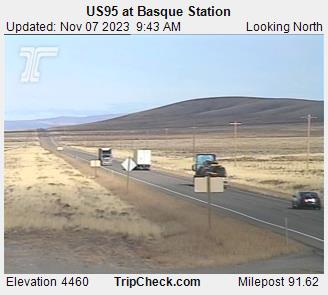 US95 at Basque Station
Updated: Nov 07 2023 9:43 AM Looking North
Elevation 4460 TripCheck.com Milepost 91.62